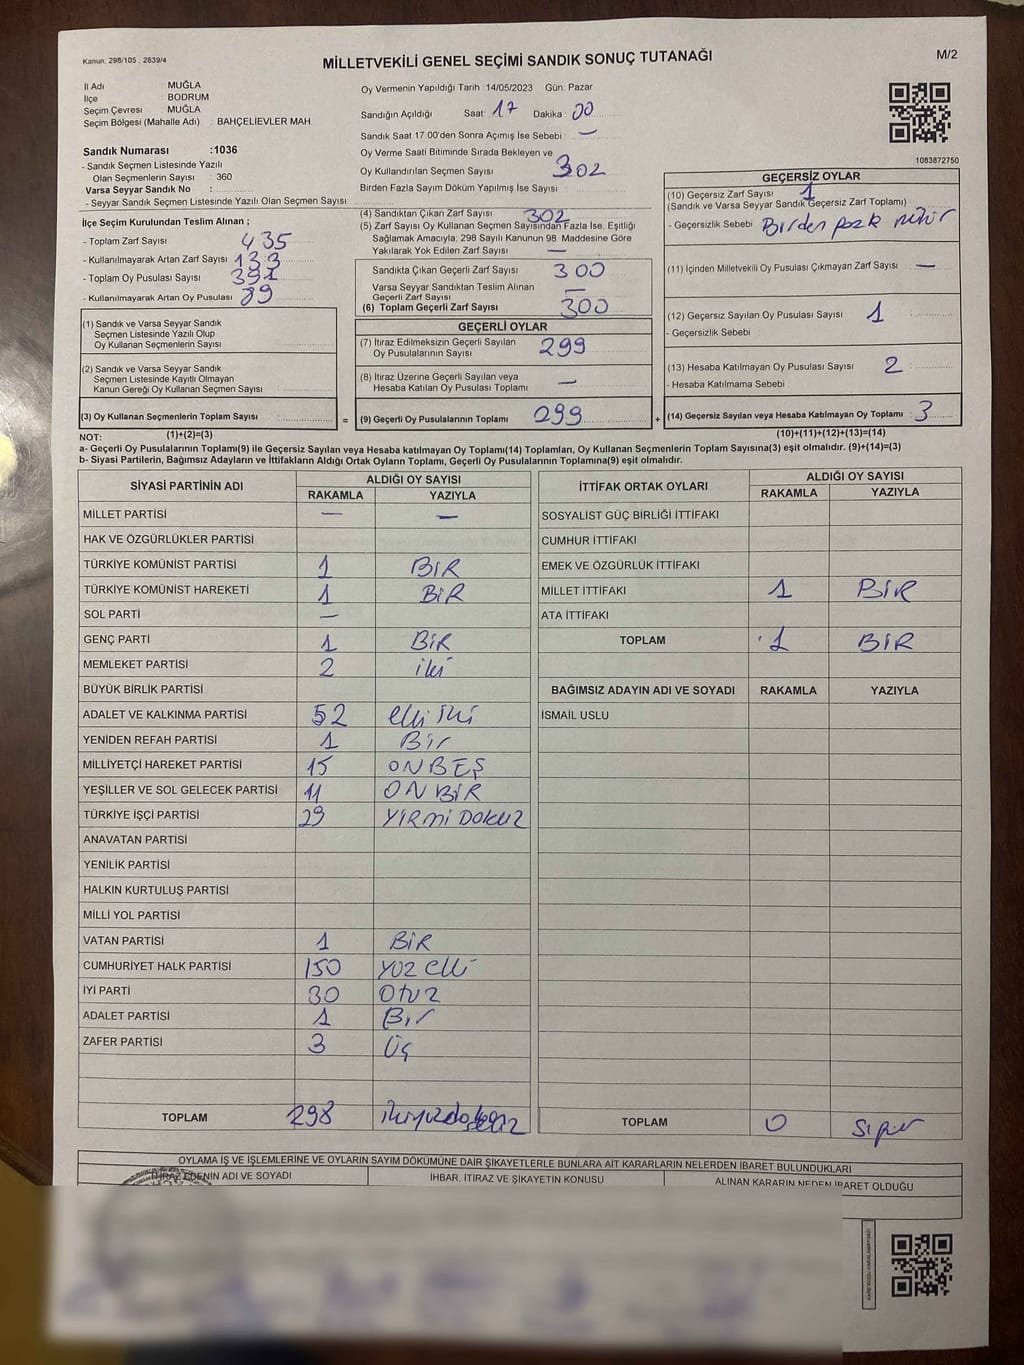 Kanun. 298/105 , 2839/4
MİLLETVEKİLİ GENEL SEÇİMİ SANDIK SONUÇ TUTANAĞI
M/2
İl Adı MUĞLA
İlçe BODRUM
Seçim Çevresi MUĞLA
Seçim Bölgesi (Mahalle Adı) : BAHÇELİEVLER MAH.
Sandık Numarası :1036
- Sandık Seçmen Listesinde Yazılı
Olan Seçmenlerin Sayısı : 360
Varsa Seyyar Sandık No :
- Seyyar Sandık Seçmen Listesinde Yazılı Olan Seçmen Sayısı :
İlçe Seçim Kurulundan Teslim Alınan ;
- Toplam Zarf Sayısı 435
- Kullanılmayarak Artan Zarf Sayısı : 133
- Toplam Oy Pusulası Sayısı : 391
- Kullanılmayarak Artan Oy Pusulası : 89
(1) Sandık ve Varsa Seyyar Sandık
Seçmen Listesinde Yazılı Olup
Oy Kullanan Seçmenlerin Sayısı :
(2) Sandık ve Varsa Seyyar Sandık
Seçmen Listesinde Kayıtlı Olmayan
Kanun Gereği Oy Kullanan Seçmen Sayısı :
(3) Oy Kullanan Seçmenlerin Toplam Sayısı : =
(1)+(2)=(3)
Oy Vermenin Yapıldığı Tarih :14/05/2023 Gün: Pazar
Sandığın Açıldığı Saat: 17 Dakika : 00
Sandık Saat 17:00'den Sonra Açımış İse Sebebi : —
Oy Verme Saati Bitiminde Sırada Bekleyen ve
Oy Kullandırılan Seçmen Sayısı : 302
Birden Fazla Sayım Döküm Yapılmış İse Sayısı :
(4) Sandıktan Çıkan Zarf Sayısı 302
(5) Zarf Sayısı Oy Kullanan Seçmen Sayısından Fazla İse, Eşitliği
Sağlamak Amacıyla; 298 Sayılı Kanunun 98. Maddesine Göre
Yakılarak Yok Edilen Zarf Sayısı : —
Sandıkta Çıkan Geçerli Zarf Sayısı : 300
Varsa Seyyar Sandıktan Teslim Alınan
Geçerli Zarf Sayısı : —
(6) Toplam Geçerli Zarf Sayısı : 300
GEÇERLİ OYLAR
(7) İtiraz Edilmeksizin Geçerli Sayılan
Oy Pusulalarının Sayısı : 299
(8) İtiraz Üzerine Geçerli Sayılan veya
Hesaba Katılan Oy Pusulası Toplamı : —
(9) Geçerli Oy Pusulalarının Toplamı : 299 +
1083872750
GEÇERSİZ OYLAR
(10) Geçersiz Zarf Sayısı : 1
(Sandık ve Varsa Seyyar Sandık Geçersiz Zarf Toplamı)
- Geçersizlik Sebebi : Birden fazla mühür
(11) İçinden Milletvekili Oy Pusulası Çıkmayan Zarf Sayısı : —
(12) Geçersiz Sayılan Oy Pusulası Sayısı : 1
- Geçersizlik Sebebi :
(13) Hesaba Katılmayan Oy Pusulası Sayısı : 2
- Hesaba Katılmama Sebebi :
(14) Geçersiz Sayılan veya Hesaba Katılmayan Oy Toplamı : 3
(10)+(11)+(12)+(13)=(14)
NOT:
a- Geçerli Oy Pusulalarının Toplamı(9) ile Geçersiz Sayılan veya Hesaba katılmayan Oy Toplamı(14) Toplamları, Oy Kullanan Seçmenlerin Toplam Sayısına(3) eşit olmalıdır. (9)+(14)=(3)
b- Siyasi Partilerin, Bağımsız Adayların ve İttifakların Aldığı Ortak Oyların Toplamı, Geçerli Oy Pusulalarının Toplamına(9) eşit olmalıdır.
SİYASİ PARTİNİN ADI ALDIĞI OY SAYISI
RAKAMLA YAZIYLA
MİLLET PARTİSİ — —
HAK VE ÖZGÜRLÜKLER PARTİSİ
TÜRKİYE KOMÜNİST PARTİSİ 1 BİR
TÜRKİYE KOMÜNİST HAREKETİ 1 BİR
SOL PARTİ —
GENÇ PARTİ 1 BİR
MEMLEKET PARTİSİ 2 iki
BÜYÜK BİRLİK PARTİSİ
ADALET VE KALKINMA PARTİSİ 52 elli iki
YENİDEN REFAH PARTİSİ 1 Bir
MİLLİYETÇİ HAREKET PARTİSİ 15 ONBEŞ
YEŞİLLER VE SOL GELECEK PARTİSİ 11 ONBİR
TÜRKİYE İŞÇİ PARTİSİ 29 YİRMİ DOKUZ
ANAVATAN PARTİSİ
YENİLİK PARTİSİ
HALKIN KURTULUŞ PARTİSİ
MİLLİ YOL PARTİSİ
VATAN PARTİSİ 1 BİR
CUMHURİYET HALK PARTİSİ 150 YÜZ elli
İYİ PARTİ 30 Otuz
ADALET PARTİSİ 1 Bir
ZAFER PARTİSİ 3 Üç
TOPLAM 298
İTTİFAK ORTAK OYLARI ALDIĞI OY SAYISI
RAKAMLA YAZIYLA
SOSYALİST GÜÇ BİRLİĞİ İTTİFAKI
CUMHUR İTTİFAKI
EMEK VE ÖZGÜRLÜK İTTİFAKI
MİLLET İTTİFAKI 1 BİR
ATA İTTİFAKI
TOPLAM 1 BİR
BAĞIMSIZ ADAYIN ADI VE SOYADI RAKAMLA YAZIYLA
İSMAİL USLU
TOPLAM 0 Sıfır
OYLAMA İŞ VE İŞLEMLERİNE VE OYLARIN SAYIM DÖKÜMÜNE DAİR ŞİKAYETLERLE BUNLARA AİT KARARLARIN NELERDEN İBARET BULUNDUKLARI
İTİRAZ EDENİN ADI VE SOYADI İHBAR, İTİRAZ VE ŞİKAYETİN KONUSU ALINAN KARARIN NEDEN İBARET OLDUĞU